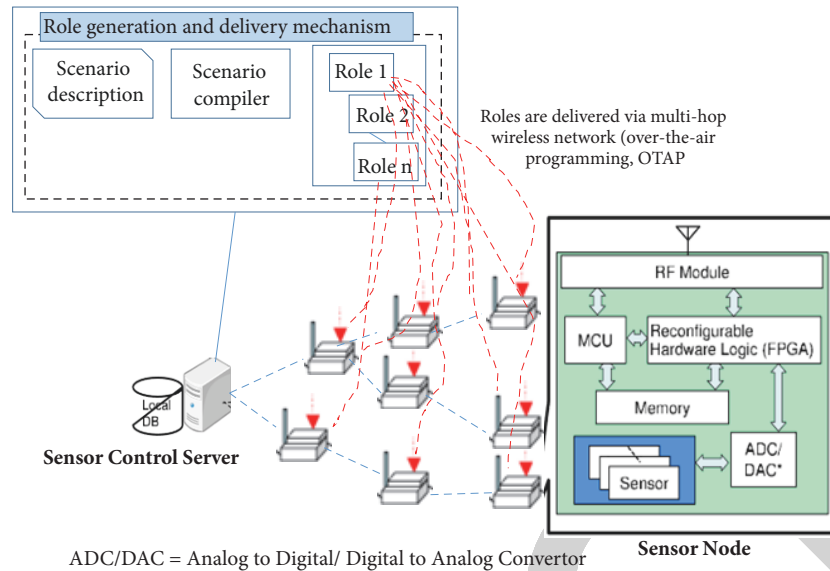 Role generation and delivery mechanism
Scenario
description
Scenario
compiler
Role 1
Role 2
Role n
Roles are delivered via multi-hop
wireless network (over-the-air
programming, OTAP
RF Module
MCU
Reconfigurable
Hardware Logic (FPGA)
Memory
Sensor
ADC/
DAC*
Local
DB
Sensor Control Server
Sensor Node
ADC/DAC = Analog to Digital/ Digital to Analog Convertor